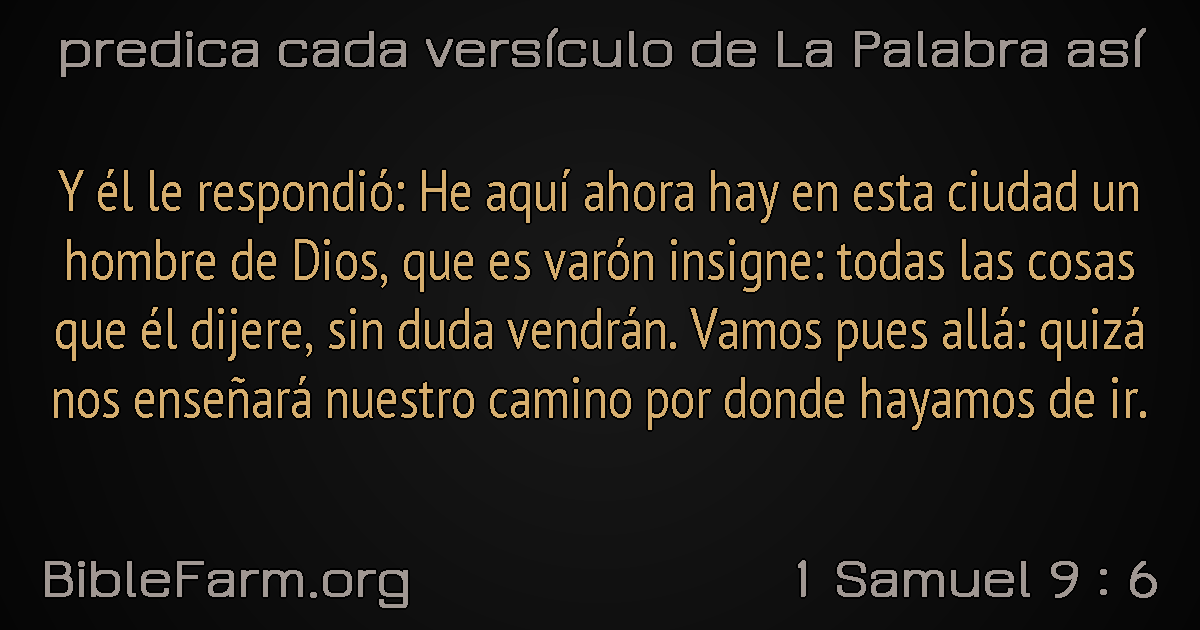 predica cada versículo de La Palabra así
Y él le respondió: He aquí ahora hay en esta ciudad un
hombre de Dios, que es varón insigne: todas las cosas
que él dijere, sin duda vendrán. Vamos pues allá: quizá
nos enseñará nuestro camino por donde hayamos de ir.
BibleFarm.org
1 Samuel 9 : 6